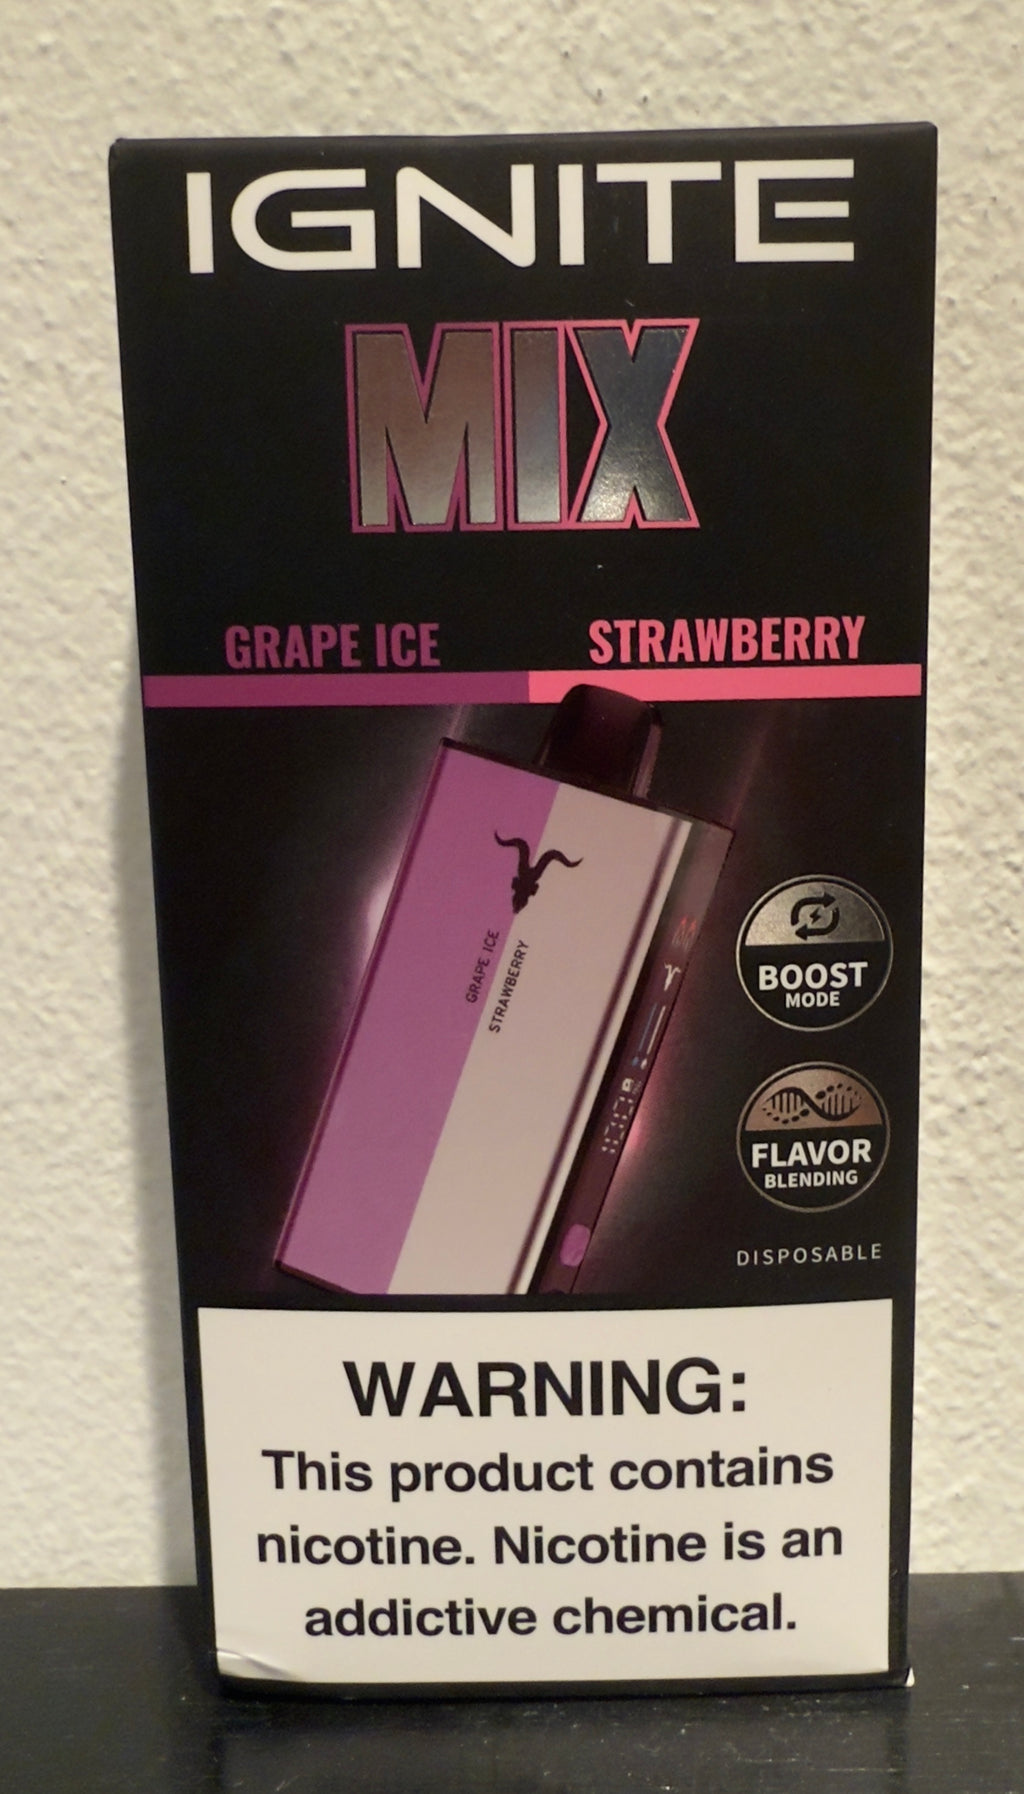 IGNITE
MIX
GRAPE ICE STRAWBERRY
GRAPE ICE
STRAWBERRY
BOOST
MODE
FLAVOR
BLENDING
DISPOSABLE
WARNING:
This product contains
nicotine. Nicotine is an
addictive chemical.